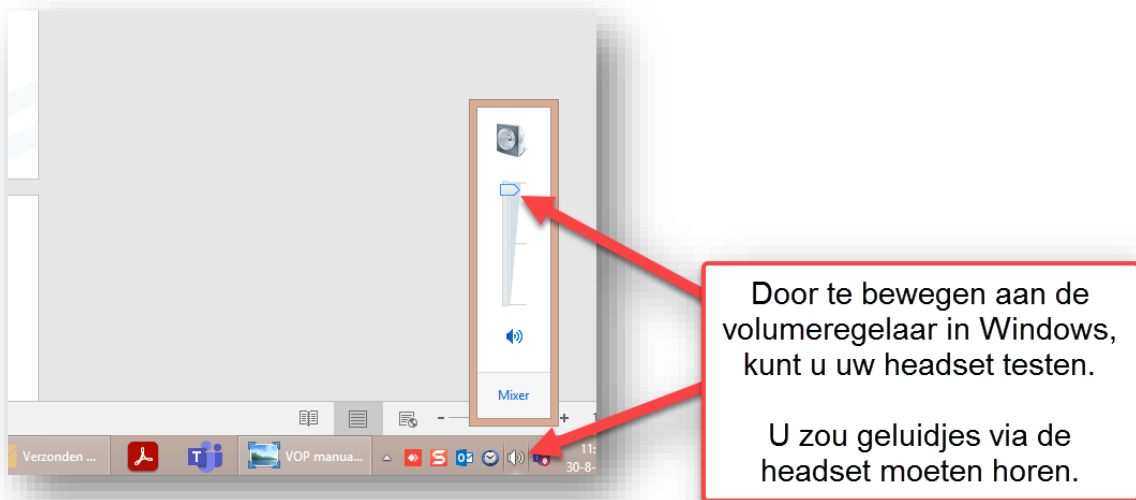 Mixer
Door te bewegen aan de
volumeregelaar in Windows,
kunt u uw headset testen.
U zou geluidjes via de
headset moeten horen.
Verzonden ...
VOP manua...
11:
30-8-